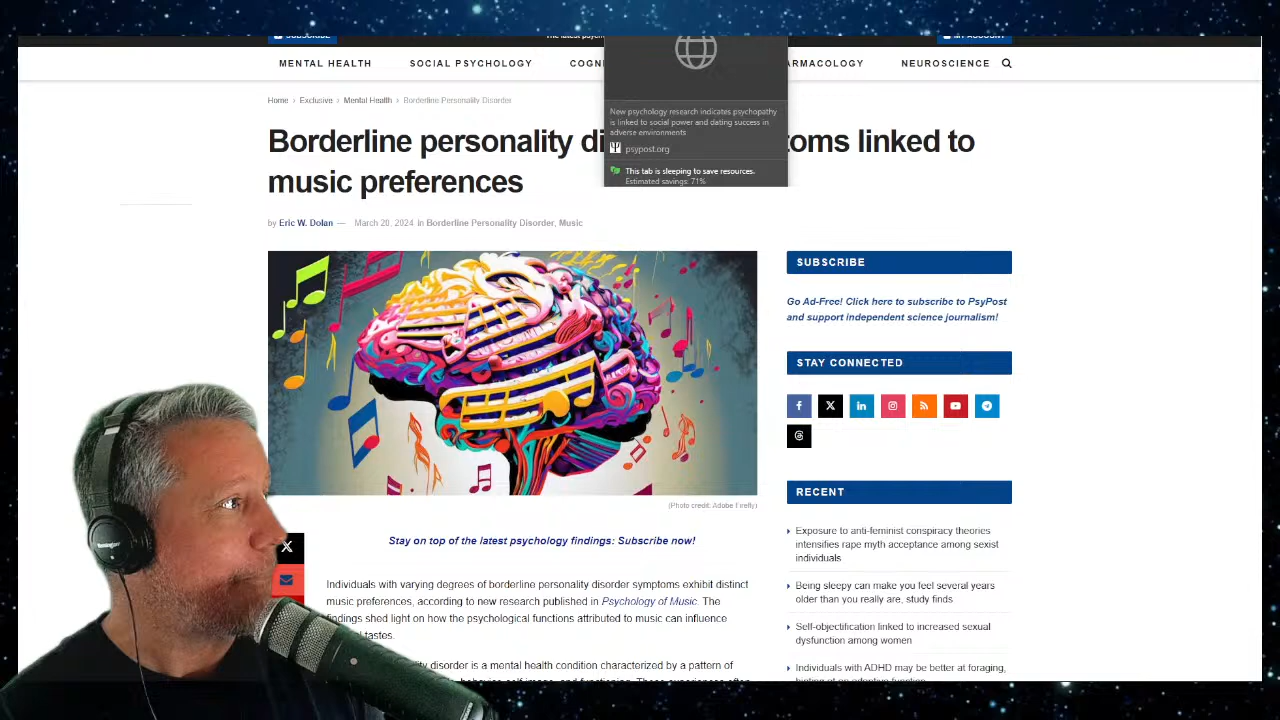 SUBSCRIBE
MY ACCOUNT
MENTAL HEALTH
SOCIAL PSYCHOLOGY
NEUROSCIENCE
Home › Exclusive › Mental Health › Borderline Personality Disorder
Borderline personality linked to
music preferences
New psychology research indicates psychopathy
is linked to social power and dating success in
adverse environments
psypost.org
This tab is sleeping to save resources.
Estimated savings: 71%
by Eric W. Dolan — March 20, 2024 in Borderline Personality Disorder, Music
SUBSCRIBE
Go Ad-Free! Click here to subscribe to PsyPost
and support independent science journalism!
STAY CONNECTED
(Photo credit: Adobe Firefly)
Stay on top of the latest psychology findings: Subscribe now!
Individuals with varying degrees of borderline personality disorder symptoms exhibit distinct
music preferences, according to new research published in Psychology of Music. The
findings shed light on how the psychological functions attributed to music can influence
tastes.
disorder is a mental health condition characterized by a pattern of
RECENT
Exposure to anti-feminist conspiracy theories
intensifies rape myth acceptance among sexist
individuals
Being sleepy can make you feel several years
older than you really are, study finds
Self-objectification linked to increased sexual
dysfunction among women
Individuals with ADHD may be better at foraging,